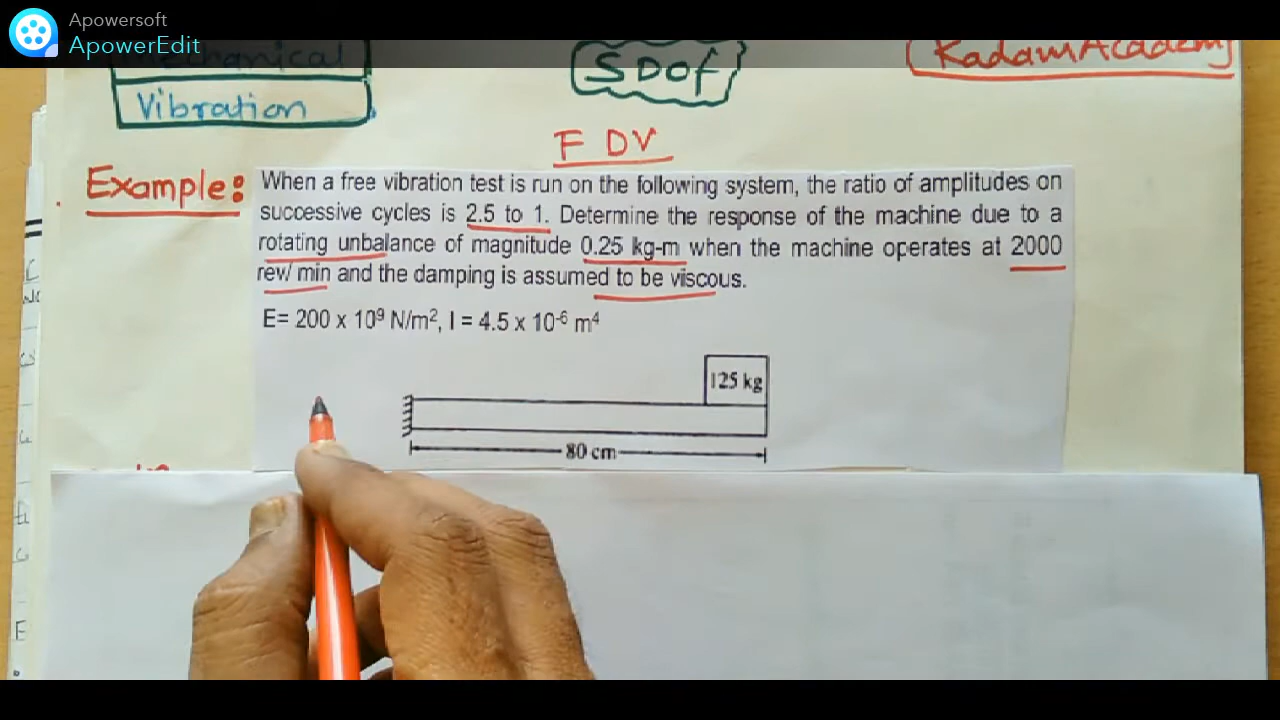 Apowersoft
ApowerEdit
Mechanical
Vibration
SDof
Kadam Academy
F DV
Example:
When a free vibration test is run on the following system, the ratio of amplitudes on
successive cycles is 2.5 to 1. Determine the response of the machine due to a
rotating unbalance of magnitude 0.25 kg-m when the machine operates at 2000
rev/ min and the damping is assumed to be viscous.
E= 200 x 10⁹ N/m², I = 4.5 x 10⁻⁶ m⁴
125 kg
80 cm